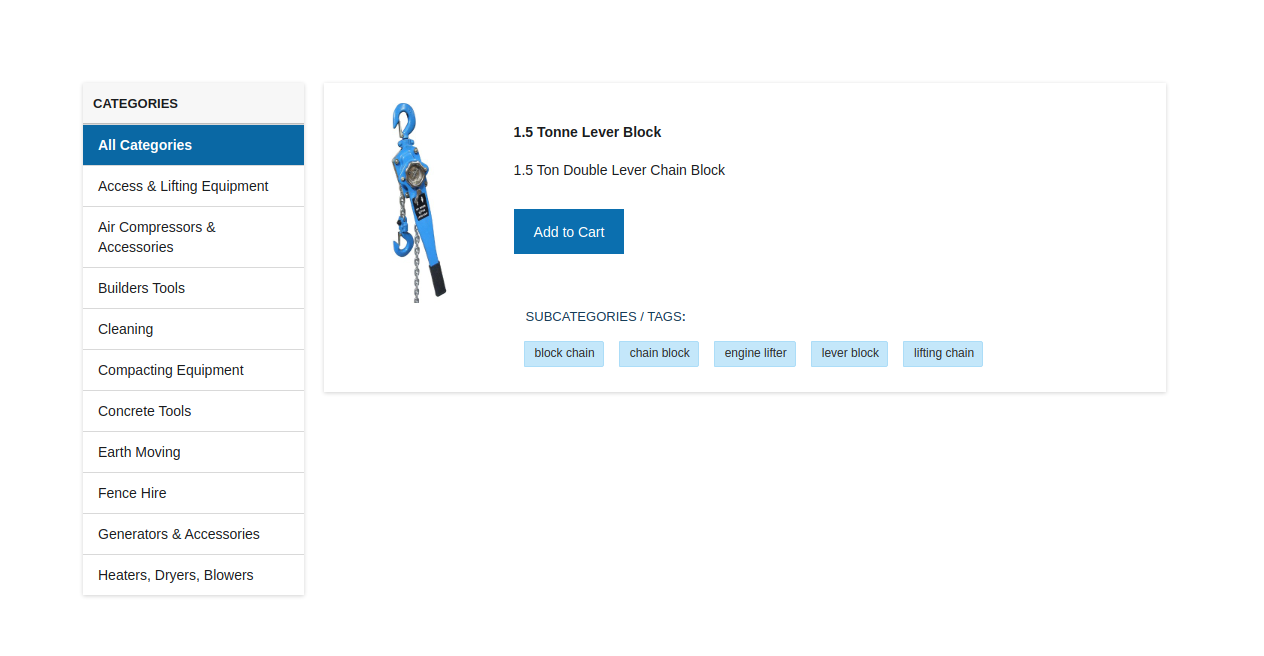 CATEGORIES
All Categories
Access & Lifting Equipment
Air Compressors &
Accessories
Builders Tools
Cleaning
Compacting Equipment
Concrete Tools
Earth Moving
Fence Hire
Generators & Accessories
Heaters, Dryers, Blowers
1.5 Tonne Lever Block
1.5 Ton Double Lever Chain Block
Add to Cart
SUBCATEGORIES / TAGS:
block chain chain block engine lifter lever block lifting chain